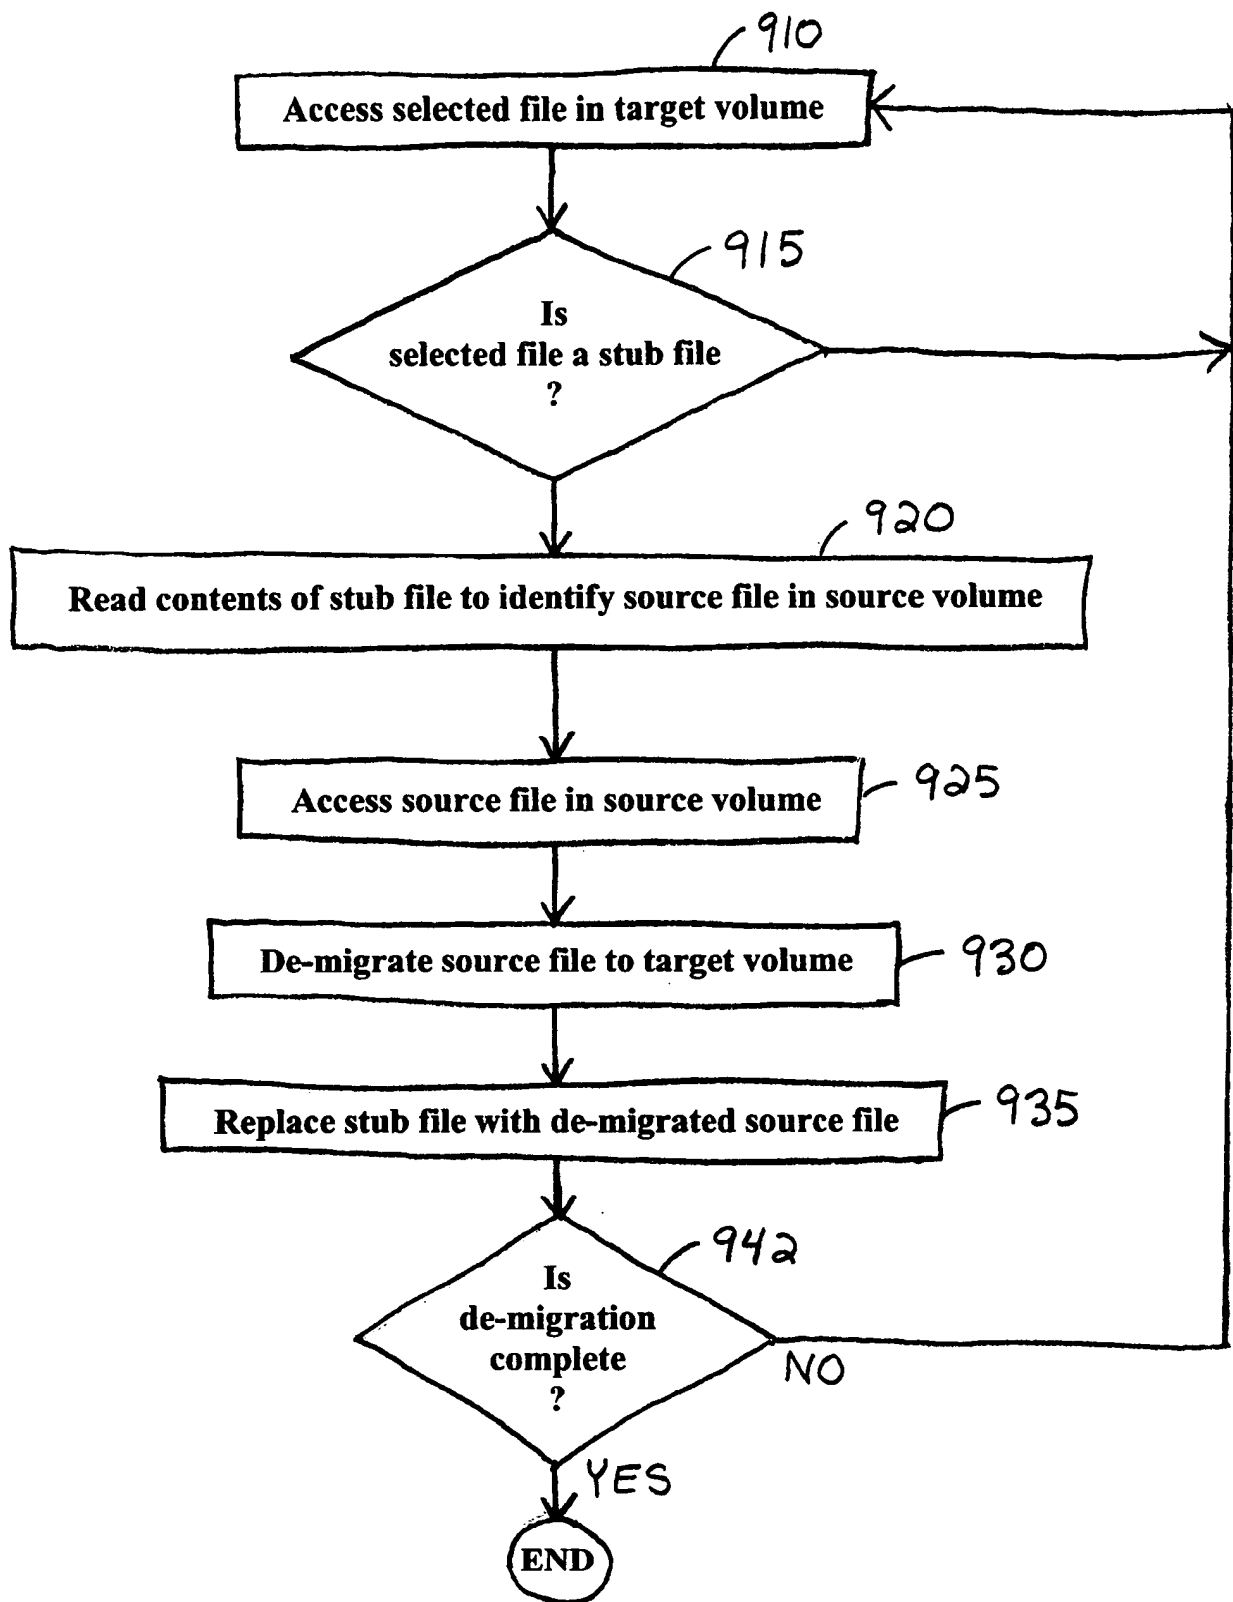 910
Access selected file in target volume
915
Is
selected file a stub file
?
920
Read contents of stub file to identify source file in source volume
925
Access source file in source volume
930
De-migrate source file to target volume
935
Replace stub file with de-migrated source file
942
Is
de-migration
complete
?
NO
YES
END